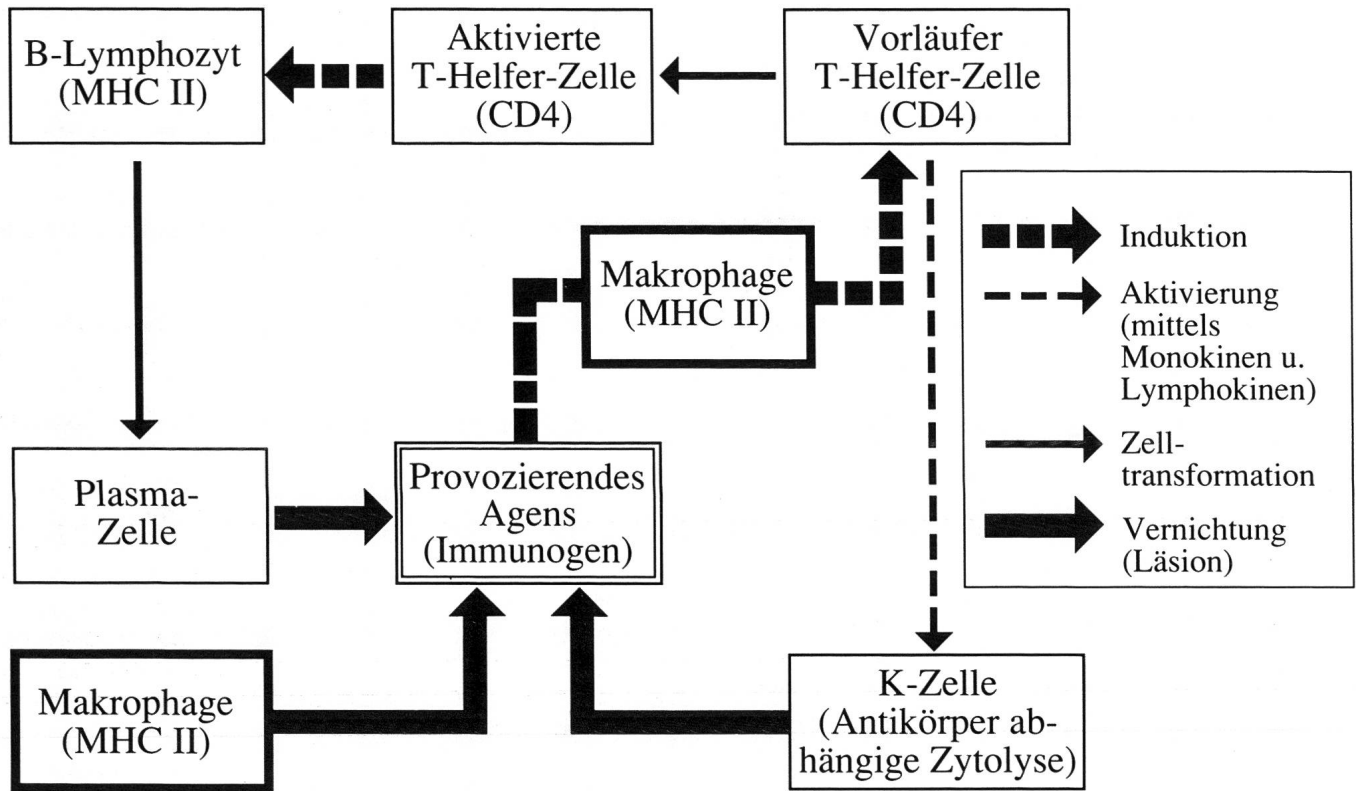 B-Lymphozyt
(MHC II)
Aktivierte
T-Helfer-Zelle
(CD4)
Vorläufer
T-Helfer-Zelle
(CD4)
Makrophage
(MHC II)
Induktion
Aktivierung
(mittels
Monokinen u.
Lymphokinen)
Zell-
transformation
Vernichtung
(Läsion)
Plasma-
Zelle
Provozierendes
Agens
(Immunogen)
Makrophage
(MHC II)
K-Zelle
(Antikörper ab-
hängige Zytolyse)